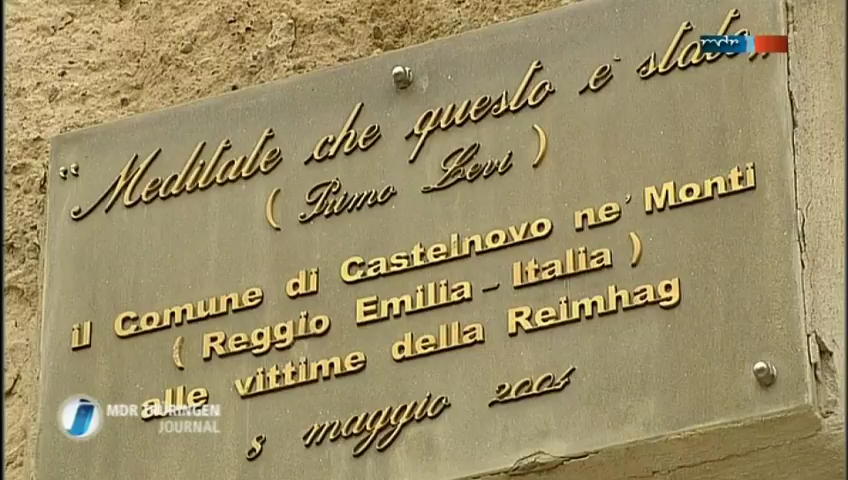 mdr
"Meditate che questo è stato...
( Primo Levi )
il Comune di Castelnovo ne' Monti
( Reggio Emilia - Italia )
alle vittime della Reimhag
8 maggio 2004
i MDR THÜRINGEN
JOURNAL